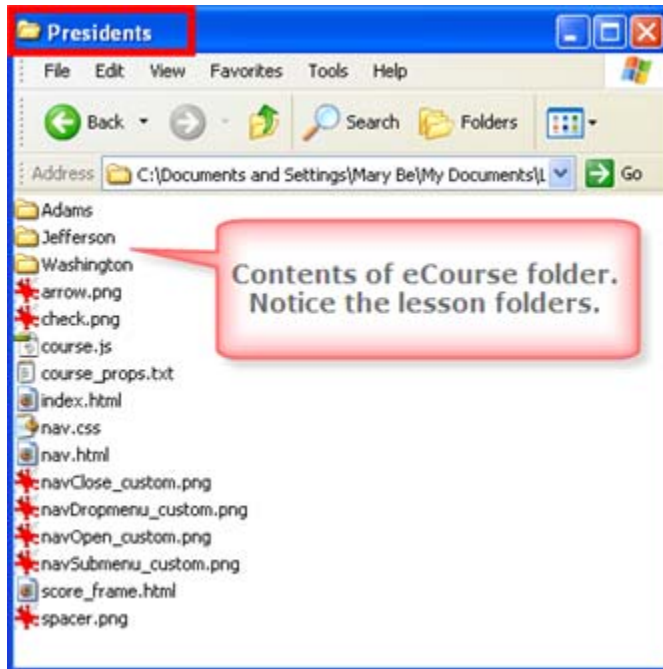 Presidents
File Edit View Favorites Tools Help
Back Search Folders
Address C:\Documents and Settings\Mary Be\My Documents\L Go
Adams
Jefferson
Washington
Contents of eCourse folder.
Notice the lesson folders.
arrow.png
check.png
course.js
course_props.txt
index.html
nav.css
nav.html
navClose_custom.png
navDropmenu_custom.png
navOpen_custom.png
navSubmenu_custom.png
score_frame.html
spacer.png